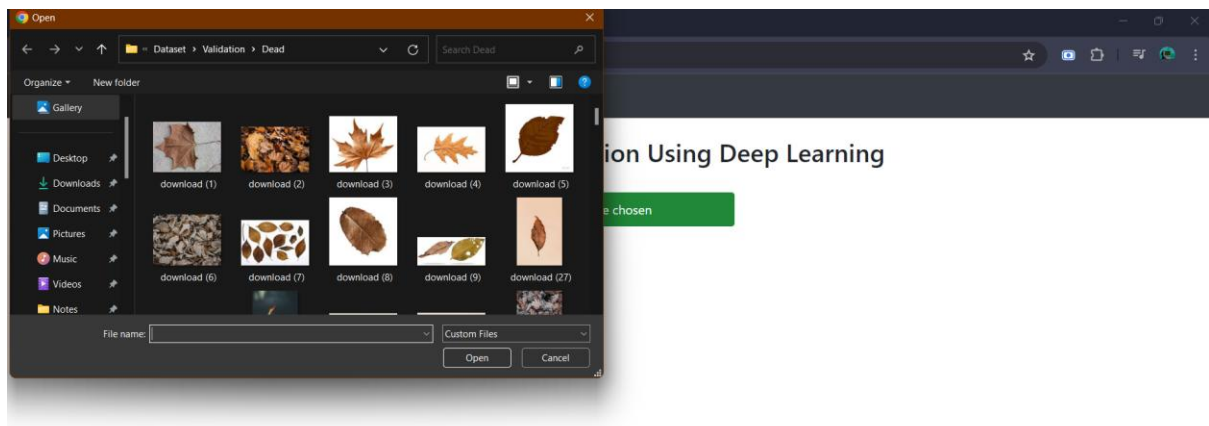 Open
« Dataset › Validation › Dead
Search Dead
Organize
New folder
Gallery
Desktop
Downloads
Documents
Pictures
Music
Videos
Notes
download (1)
download (2)
download (3)
download (4)
download (5)
download (6)
download (7)
download (8)
download (9)
download (27)
File name:
Custom Files
Open
Cancel
ion Using Deep Learning
e chosen